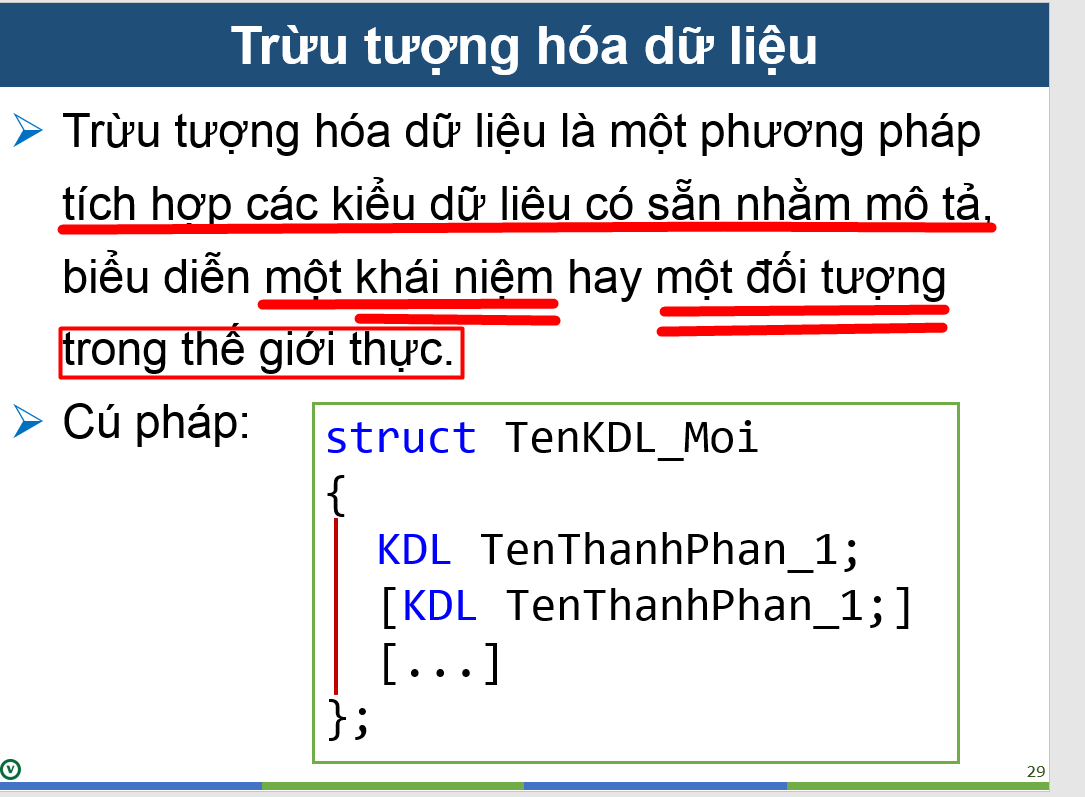 Trừu tượng hóa dữ liệu
Trừu tượng hóa dữ liệu là một phương pháp
tích hợp các kiểu dữ liêu có sẵn nhằm mô tả,
biểu diễn một khái niệm hay một đối tượng
trong thế giới thực.
Cú pháp:
struct TenKDL_Moi
{
KDL TenThanhPhan_1;
[KDL TenThanhPhan_1;]
[...]
};
V
29